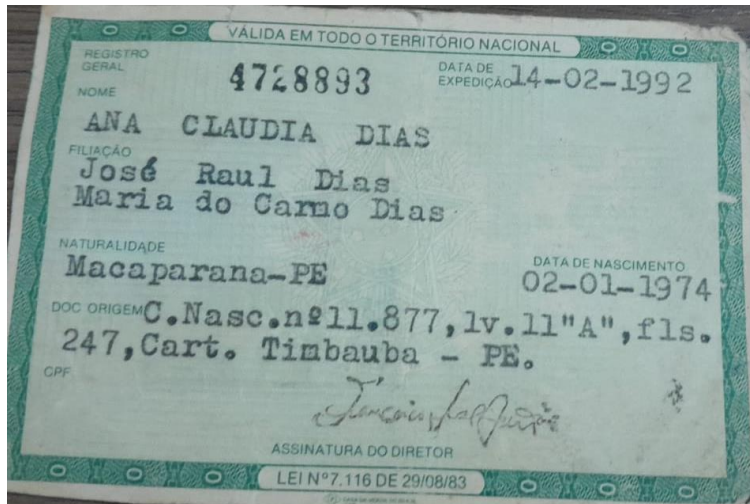 VÁLIDA EM TODO O TERRITÓRIO NACIONAL
REGISTRO GERAL 4728893 DATA DE EXPEDIÇÃO 14-02-1992
NOME
ANA CLAUDIA DIAS
FILIAÇÃO
José Raul Dias
Maria do Carmo Dias
NATURALIDADE
Macaparana-PE
DATA DE NASCIMENTO
02-01-1974
DOC ORIGEM C.Nasc.nº11.877,lv.11"A",fls.
247,Cart. Timbauba - PE.
CPF
ASSINATURA DO DIRETOR
LEI Nº 7.116 DE 29/08/83